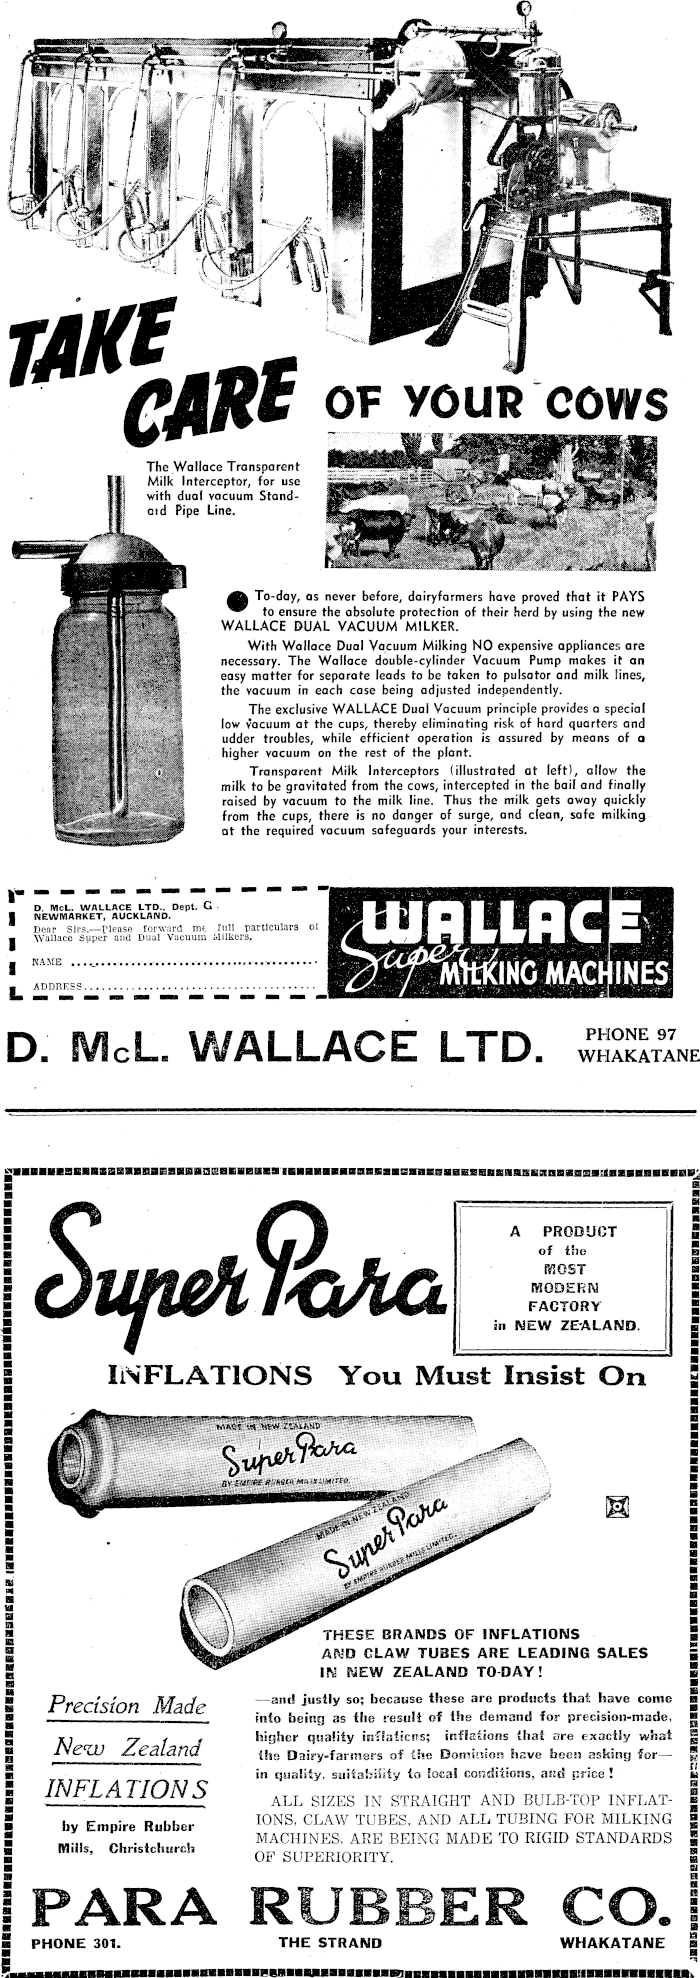 TAKE
CARE OF YOUR COWS
The Wallace Transparent
Milk Interceptor, for use
with dual vacuum Stand-
ard Pipe Line.
To-day, as never before, dairyfarmers have proved that it PAYS
to ensure the absolute protection of their herd by using the new
WALLACE DUAL VACUUM MILKER.
With Wallace Dual Vacuum Milking NO expensive appliances are
necessary. The Wallace double-cylinder Vacuum Pump makes it an
easy matter for separate leads to be taken to pulsator and milk lines,
the vacuum in each case being adjusted independently.
The exclusive WALLACE Dual Vacuum principle provides a special
low vacuum at the cups, thereby eliminating risk of hard quarters and
udder troubles, while efficient operation is assured by means of a
higher vacuum on the rest of the plant.
Transparent Milk Interceptors (illustrated at left), allow the
milk to be gravitated from the cows, intercepted in the bail and finally
raised by vacuum to the milk line. Thus the milk gets away quickly
from the cups, there is no danger of surge, and clean, safe milking
at the required vacuum safeguards your interests.
D. McL. WALLACE LTD., Dept. G.
NEWMARKET, AUCKLAND.
Dear Sirs,—Please forward me full particulars of
Wallace Super and Dual Vacuum Milkers.
NAME
ADDRESS
WALLACE
Super
MILKING MACHINES
D. McL. WALLACE LTD.
PHONE 97
WHAKATANE
Super Para
A PRODUCT
of the
MOST
MODERN
FACTORY
in NEW ZEALAND.
INFLATIONS You Must Insist On
MADE IN NEW ZEALAND
Super Para
BY EMPIRE RUBBER MILLS LIMITED.
MADE IN NEW ZEALAND
Super Para
BY EMPIRE RUBBER MILLS LIMITED.
THESE BRANDS OF INFLATIONS
AND CLAW TUBES ARE LEADING SALES
IN NEW ZEALAND TO-DAY!
Precision Made
New Zealand
INFLATIONS
by Empire Rubber
Mills, Christchurch
—and justly so; because these are products that have come
into being as the result of the demand for precision-made,
higher quality inflations; inflations that are exactly what
the Dairy-farmers of the Dominion have been asking for—
in quality, suitability to local conditions, and price!
ALL SIZES IN STRAIGHT AND BULB-TOP INFLAT-
IONS, CLAW TUBES, AND ALL TUBING FOR MILKING
MACHINES, ARE BEING MADE TO RIGID STANDARDS
OF SUPERIORITY.
PARA RUBBER CO.
PHONE 301. THE STRAND WHAKATANE